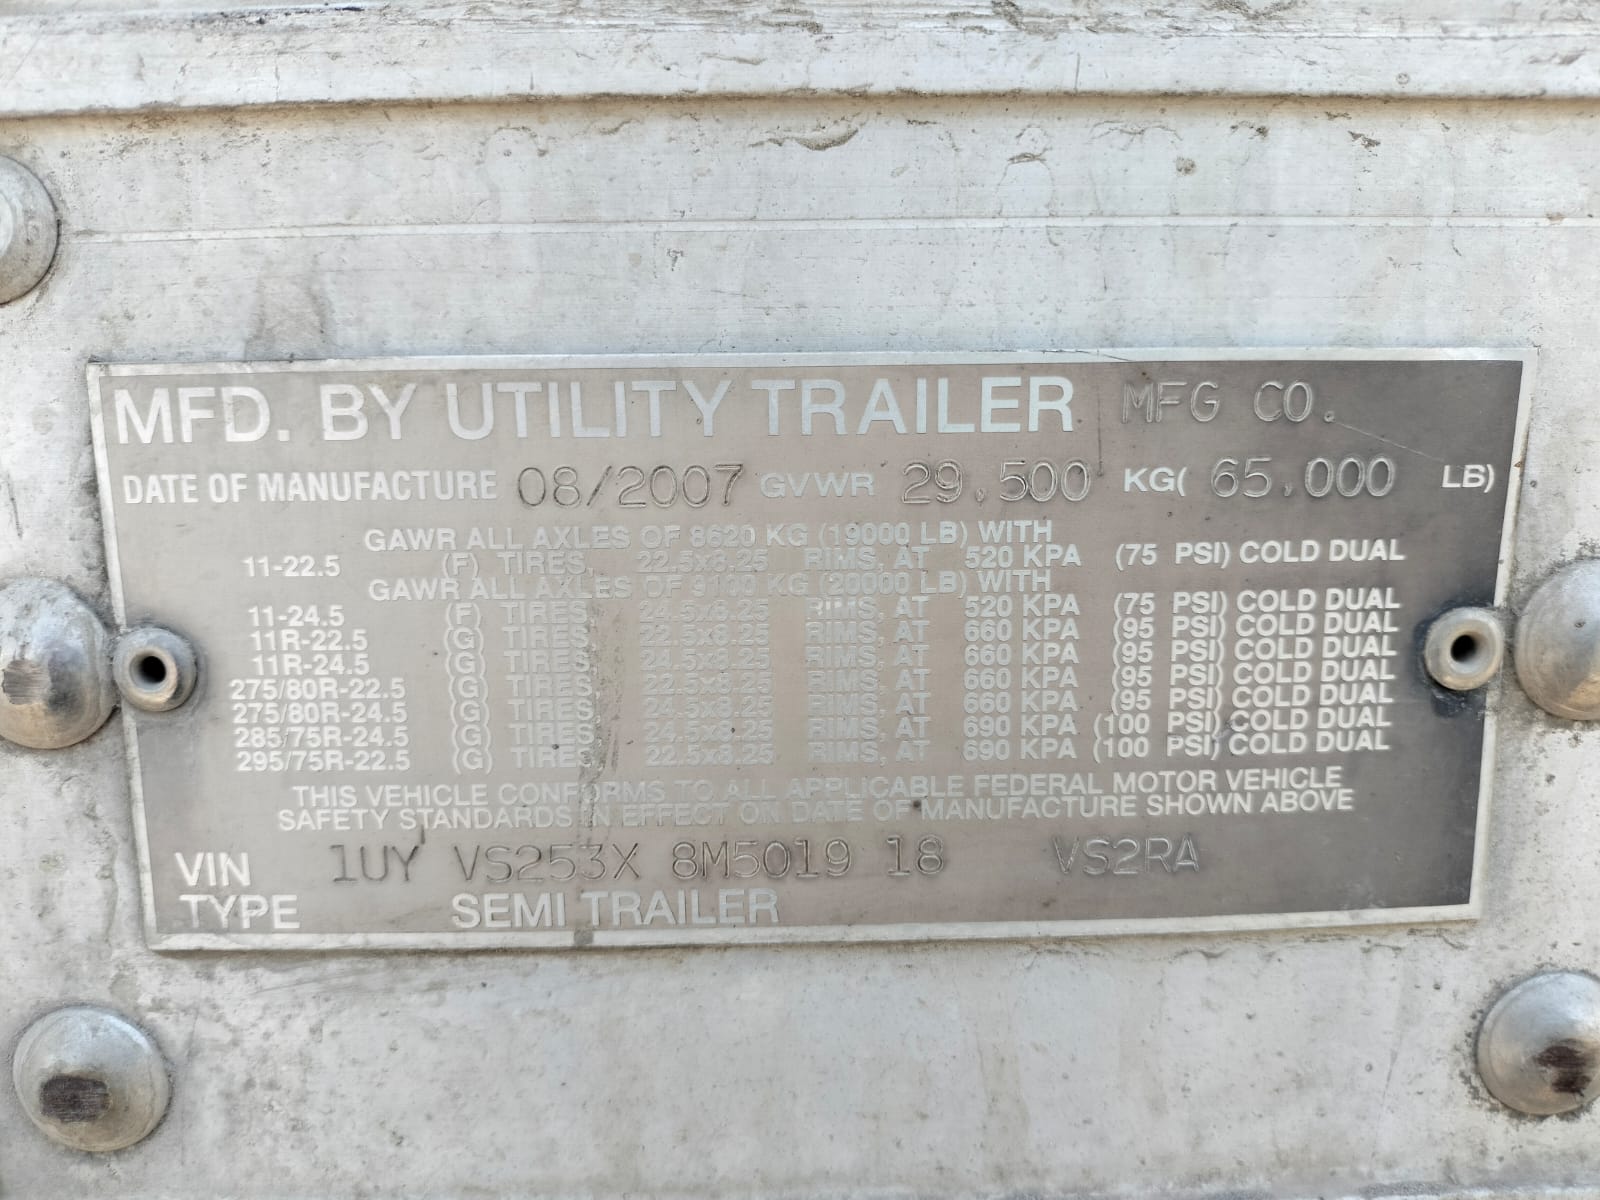 MFD. BY UTILITY TRAILER MFG CO.
DATE OF MANUFACTURE 08/2007 GVWR 29,500 KG( 65,000 LB)
GAWR ALL AXLES OF 8620 KG (19000 LB) WITH
11-22.5 (F) TIRES, 22.5x8.25 RIMS, AT 520 KPA (75 PSI) COLD DUAL
GAWR ALL AXLES OF 9100 KG (20000 LB) WITH
11-24.5 (F) TIRES, 24.5x8.25 RIMS, AT 520 KPA (75 PSI) COLD DUAL
11R-22.5 (G) TIRES, 22.5x8.25 RIMS, AT 660 KPA (95 PSI) COLD DUAL
11R-24.5 (G) TIRES, 24.5x8.25 RIMS, AT 660 KPA (95 PSI) COLD DUAL
275/80R-22.5 (G) TIRES, 22.5x8.25 RIMS, AT 660 KPA (95 PSI) COLD DUAL
275/80R-24.5 (G) TIRES, 24.5x8.25 RIMS, AT 660 KPA (95 PSI) COLD DUAL
285/75R-24.5 (G) TIRES, 24.5x8.25 RIMS, AT 690 KPA (100 PSI) COLD DUAL
295/75R-22.5 (G) TIRES, 22.5x8.25 RIMS, AT 690 KPA (100 PSI) COLD DUAL
THIS VEHICLE CONFORMS TO ALL APPLICABLE FEDERAL MOTOR VEHICLE
SAFETY STANDARDS IN EFFECT ON DATE OF MANUFACTURE SHOWN ABOVE
VIN 1UY VS253X 8M5019 18 VS2RA
TYPE SEMI TRAILER